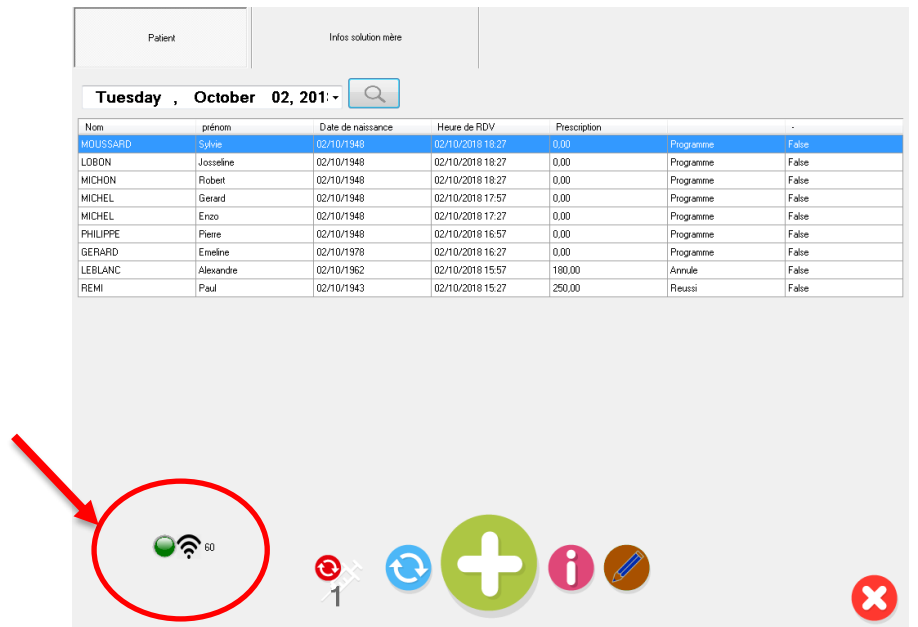 Patient Infos solution mère
Tuesday , October 02, 201
Nom prénom Date de naissance Heure de RDV Prescription -
MOUSSARD Sylvie 02/10/1948 02/10/2018 18:27 0,00 Programme False
LOBON Josseline 02/10/1948 02/10/2018 18:27 0,00 Programme False
MICHON Robert 02/10/1948 02/10/2018 18:27 0,00 Programme False
MICHEL Gerard 02/10/1948 02/10/2018 17:57 0,00 Programme False
MICHEL Enzo 02/10/1948 02/10/2018 17:27 0,00 Programme False
PHILIPPE Pierre 02/10/1948 02/10/2018 16:57 0,00 Programme False
GERARD Emeline 02/10/1978 02/10/2018 16:27 0,00 Programme False
LEBLANC Alexandre 02/10/1962 02/10/2018 15:57 180,00 Annule False
REMI Paul 02/10/1943 02/10/2018 15:27 250,00 Reussi False
60
1